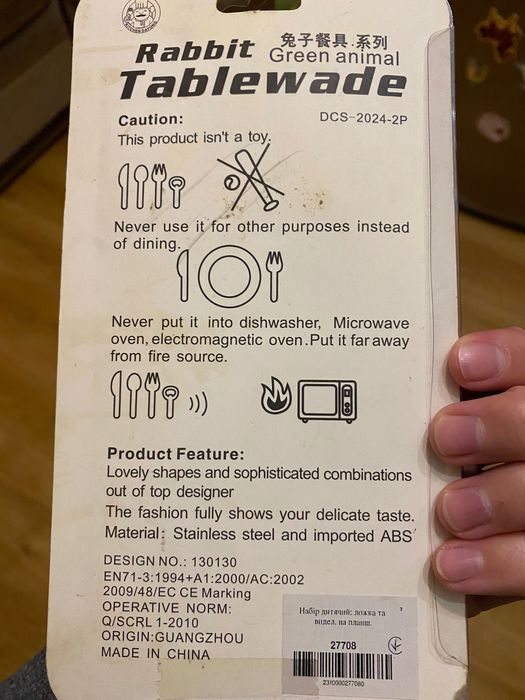 Rabbit 兔子餐具.系列
Green animal
Tablewade
Caution: DCS-2024-2P
This product isn't a toy.
Never use it for other purposes instead
of dining.
Never put it into dishwasher, Microwave
oven, electromagnetic oven.Put it far away
from fire source.
Product Feature:
Lovely shapes and sophisticated combinations
out of top designer
The fashion fully shows your delicate taste.
Material: Stainless steel and imported ABS
DESIGN NO.: 130130
EN71-3:1994+A1:2000/AC:2002
2009/48/EC CE Marking
OPERATIVE NORM:
Q/SCRL 1-2010
ORIGIN:GUANGZHOU
MADE IN CHINA
Набір дитячий: ложка та
видел. на планш.
27708
2310000277080